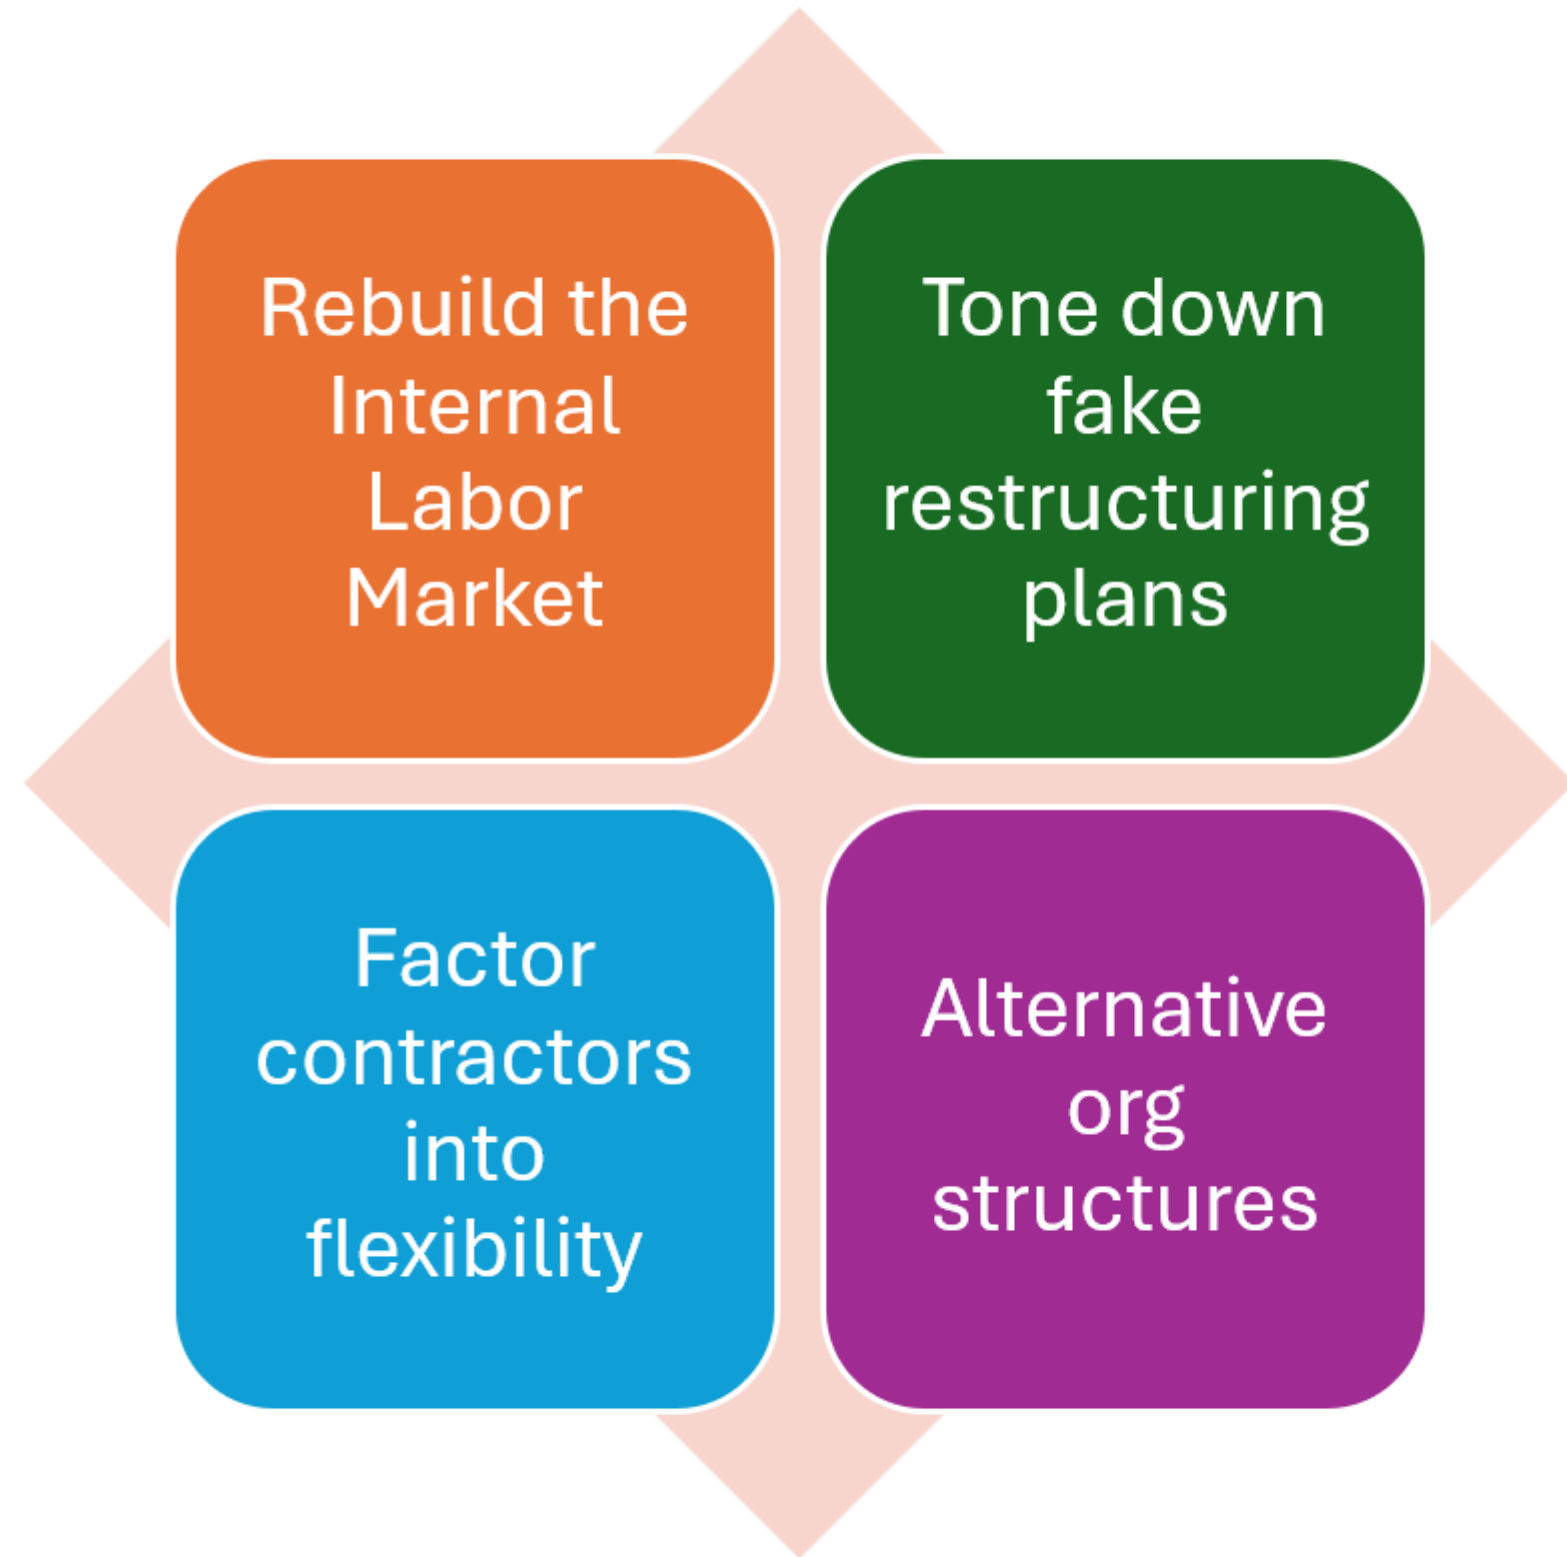 Rebuild the
Internal
Labor
Market
Tone down
fake
restructuring
plans
Factor
contractors
into
flexibility
Alternative
org
structures